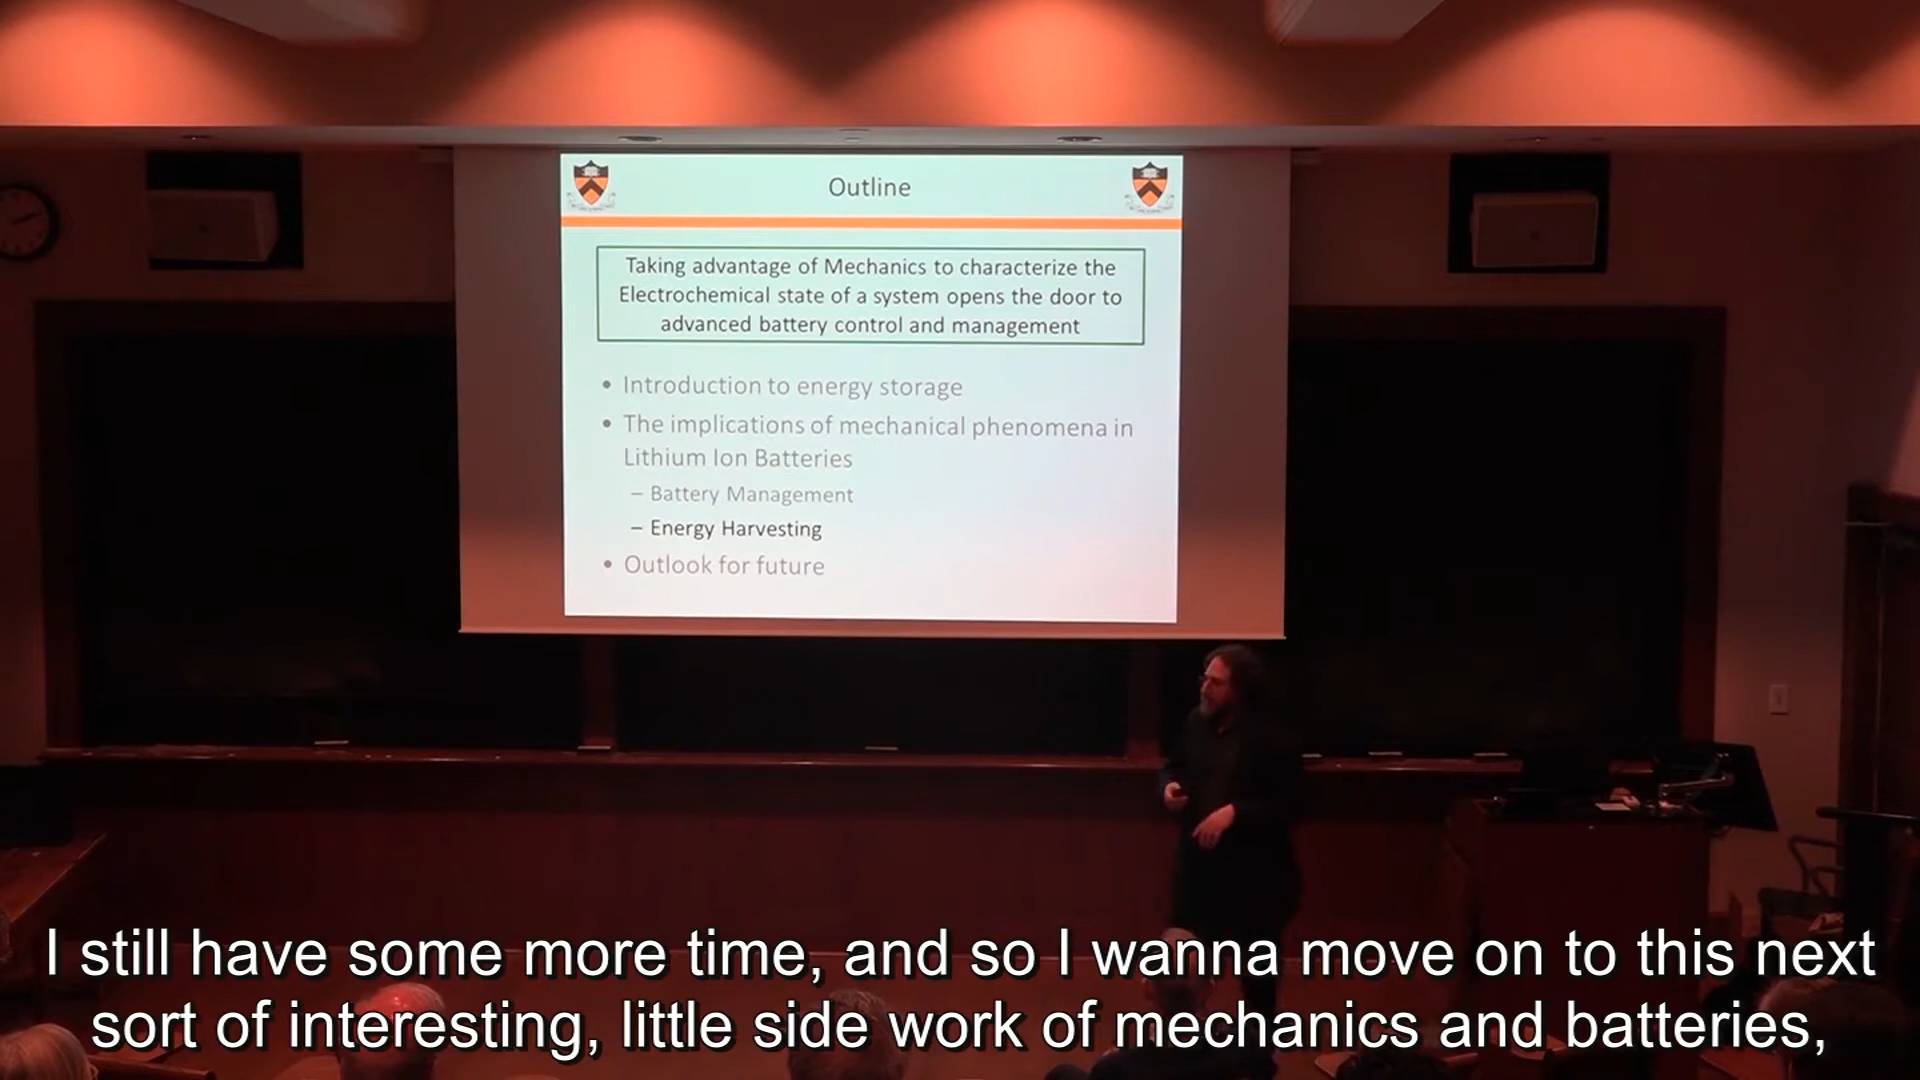 Outline
Taking advantage of Mechanics to characterize the
Electrochemical state of a system opens the door to
advanced battery control and management
• Introduction to energy storage
• The implications of mechanical phenomena in
Lithium Ion Batteries
– Battery Management
– Energy Harvesting
• Outlook for future
I still have some more time, and so I wanna move on to this next
sort of interesting, little side work of mechanics and batteries,